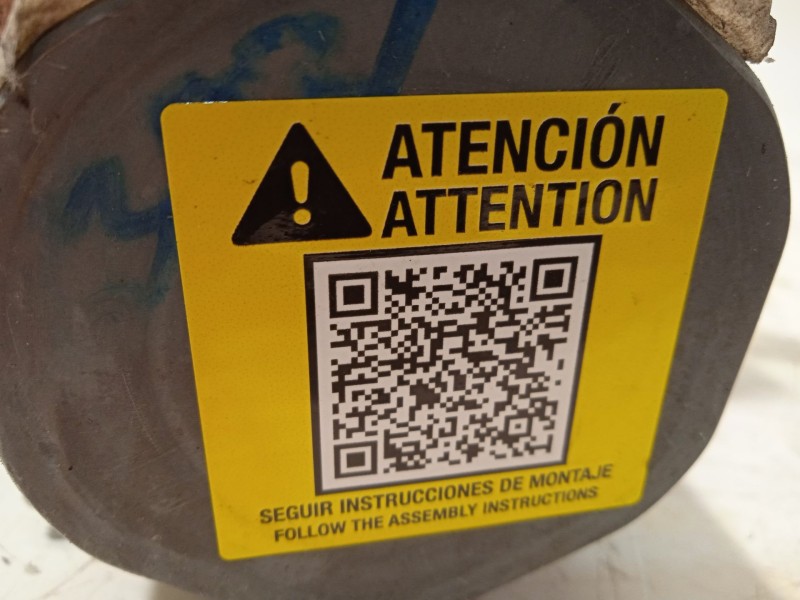 ATENCIÓN
ATTENTION
SEGUIR INSTRUCCIONES DE MONTAJE
FOLLOW THE ASSEMBLY INSTRUCTIONS